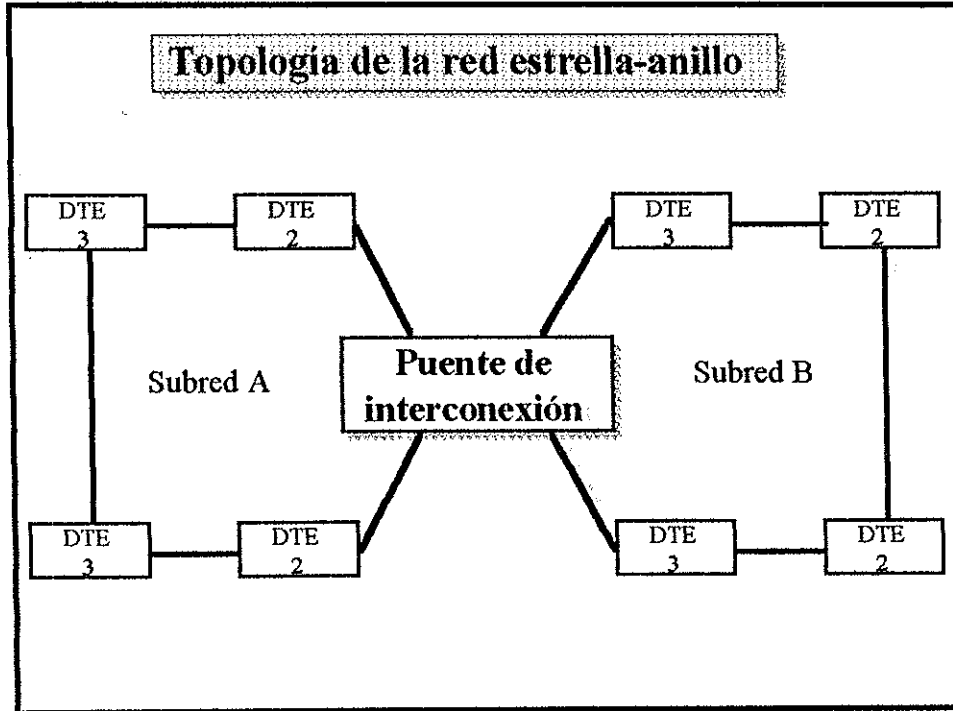 Topología de la red estrella-anillo
DTE
3
DTE
2
DTE
3
DTE
2
Subred A
Puente de
interconexión
Subred B
DTE
3
DTE
2
DTE
3
DTE
2